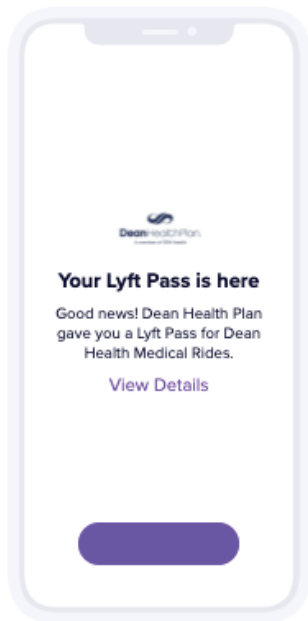 DeanHealthPlan
Your Lyft Pass is here
Good news! Dean Health Plan
gave you a Lyft Pass for Dean
Health Medical Rides.
View Details